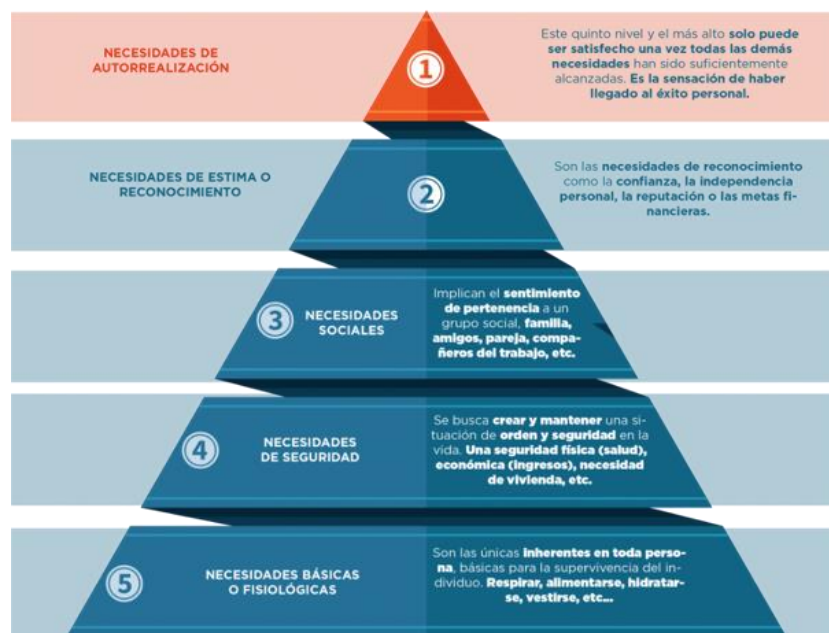 NECESIDADES DE
AUTORREALIZACIÓN
1
Este quinto nivel y el más alto solo puede
ser satisfecho una vez todas las demás
necesidades han sido suficientemente
alcanzadas. Es la sensación de haber
llegado al éxito personal.
NECESIDADES DE ESTIMA O
RECONOCIMIENTO
2
Son las necesidades de reconocimiento
como la confianza, la independencia
personal, la reputación o las metas fi-
nancieras.
3
NECESIDADES
SOCIALES
Implican el sentimiento
de pertenencia a un
grupo social, familia,
amigos, pareja, compa-
ñeros del trabajo, etc.
4
NECESIDADES
DE SEGURIDAD
Se busca crear y mantener una si-
tuación de orden y seguridad en la
vida. Una seguridad física (salud),
económica (ingresos), necesidad
de vivienda, etc.
5
NECESIDADES BÁSICAS
O FISIOLÓGICAS
Son las únicas inherentes en toda perso-
na, básicas para la supervivencia del in-
dividuo. Respirar, alimentarse, hidratar-
se, vestirse, etc...